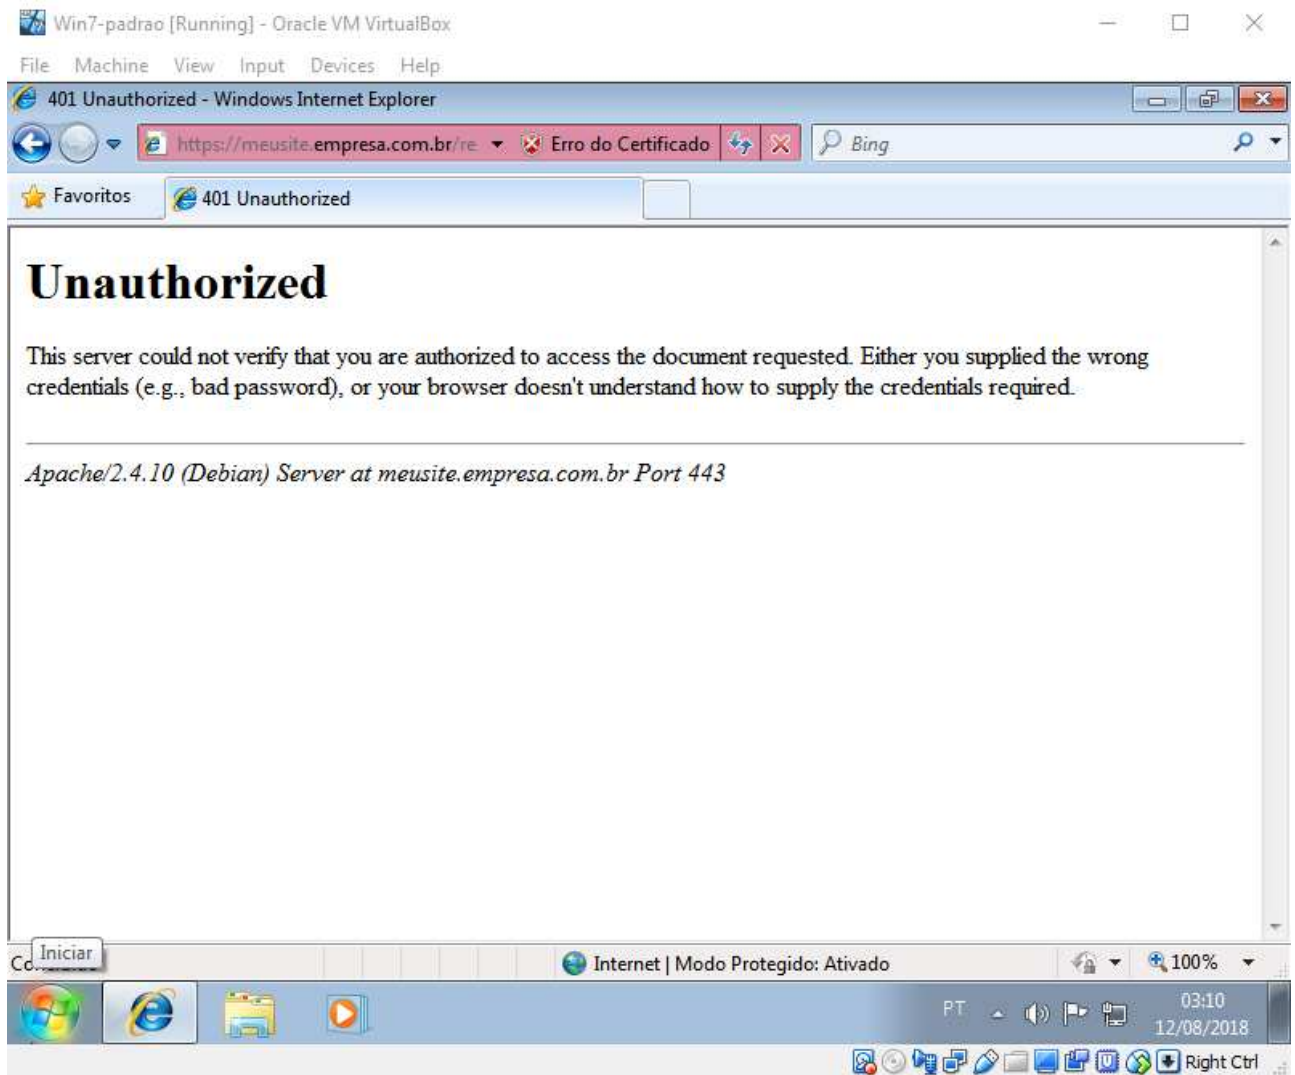 Win7-padrao [Running] - Oracle VM VirtualBox
File Machine View Input Devices Help
401 Unauthorized - Windows Internet Explorer
https://meusite.empresa.com.br/re Erro do Certificado Bing
Favoritos 401 Unauthorized
Unauthorized
This server could not verify that you are authorized to access the document requested. Either you supplied the wrong
credentials (e.g., bad password), or your browser doesn't understand how to supply the credentials required.
Apache/2.4.10 (Debian) Server at meusite.empresa.com.br Port 443
Iniciar
Internet | Modo Protegido: Ativado 100%
PT 03:10
12/08/2018
Right Ctrl